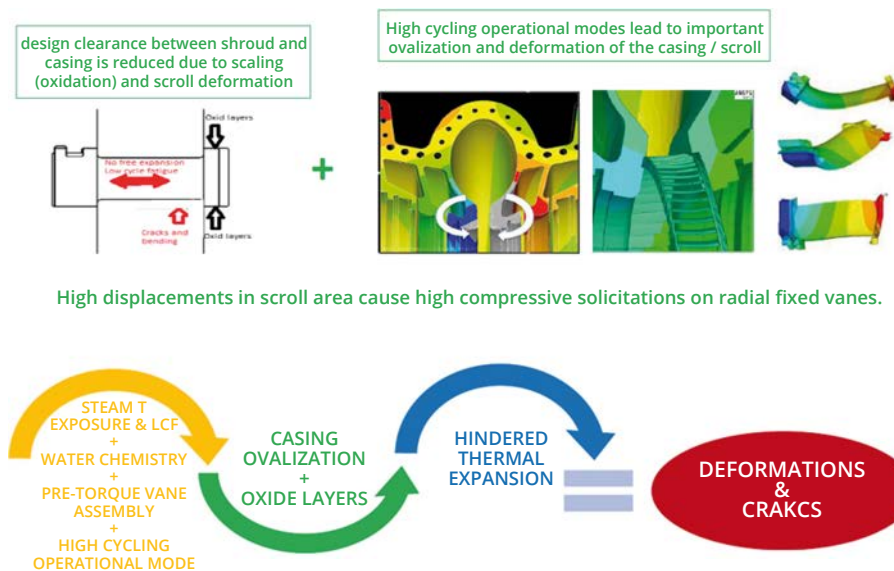 design clearance between shroud and
casing is reduced due to scaling
(oxidation) and scroll deformation
High cycling operational modes lead to important
ovalization and deformation of the casing / scroll
Oxid layers
No free expansion
Low cycle fatigue
Cracks and
bending
Oxid layers
+
High displacements in scroll area cause high compressive solicitations on radial fixed vanes.
STEAM T
EXPOSURE & LCF
+
WATER CHEMISTRY
+
PRE-TORQUE VANE
ASSEMBLY
+
HIGH CYCLING
OPERATIONAL MODE
CASING
OVALIZATION
+
OXIDE LAYERS
HINDERED
THERMAL
EXPANSION
=
DEFORMATIONS
&
CRAKCS